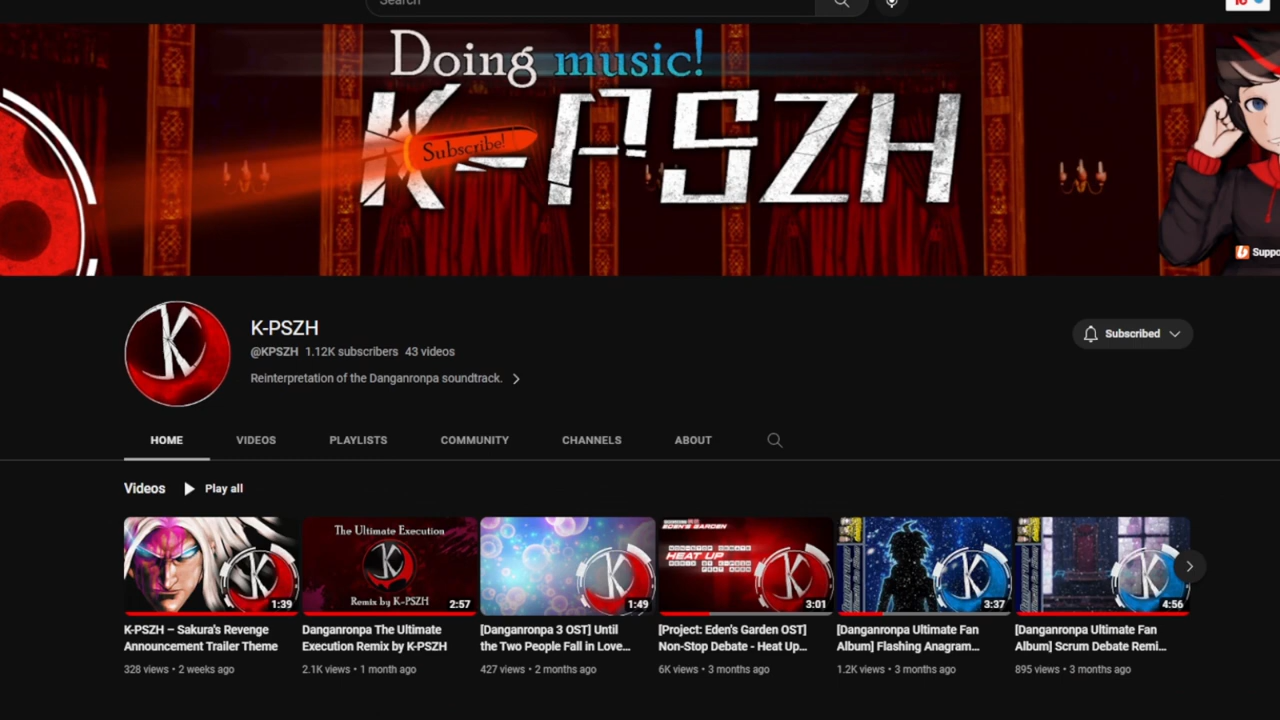 Search
Doing music!
K-PSZH
Subscribe!
K-PSZH
@KPSZH 1.12K subscribers 43 videos
Reinterpretation of the Danganronpa soundtrack.
Subscribed
HOME VIDEOS PLAYLISTS COMMUNITY CHANNELS ABOUT
Videos Play all
The Ultimate Execution
K
Remix by K-PSZH
EDEN'S GARDEN
HEAT UP
1:39 2:57 1:49 3:01 3:37 4:56
K-PSZH – Sakura's Revenge
Announcement Trailer Theme
328 views • 2 weeks ago
Danganronpa The Ultimate
Execution Remix by K-PSZH
2.1K views • 1 month ago
[Danganronpa 3 OST] Until
the Two People Fall in Love...
427 views • 2 months ago
[Project: Eden's Garden OST]
Non-Stop Debate - Heat Up...
6K views • 3 months ago
[Danganronpa Ultimate Fan
Album] Flashing Anagram...
1.2K views • 3 months ago
[Danganronpa Ultimate Fan
Album] Scrum Debate Remi...
895 views • 3 months ago